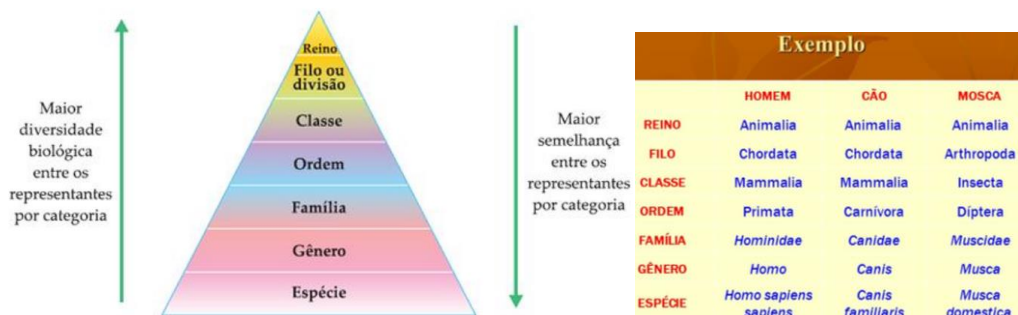 Maior
diversidade
biológica
entre os
representantes
por categoria
Reino
Filo ou
divisão
Classe
Ordem
Família
Gênero
Espécie
Maior
semelhança
entre os
representantes
por categoria
Exemplo
HOMEM CÃO MOSCA
REINO Animalia Animalia Animalia
FILO Chordata Chordata Arthropoda
CLASSE Mammalia Mammalia Insecta
ORDEM Primata Carnívora Díptera
FAMÍLIA Hominidae Canidae Muscidae
GÊNERO Homo Canis Musca
ESPÉCIE Homo sapiens Canis Musca
sapiens familiaris domestica